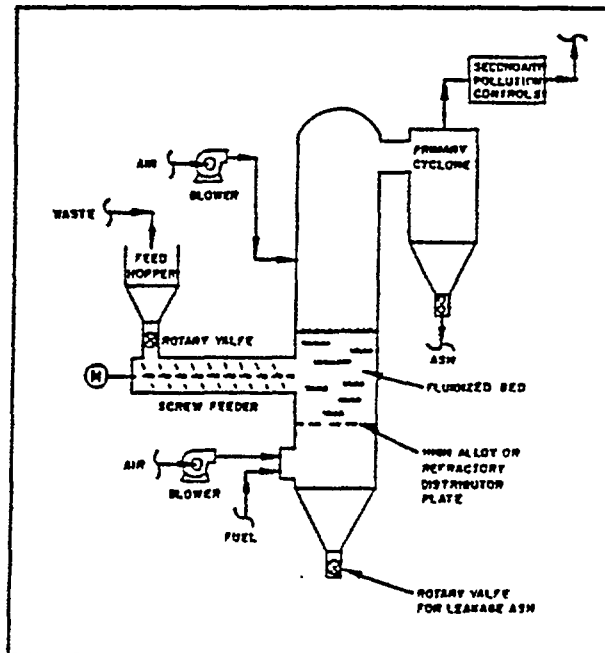 SECONDARY
POLLUTION
CONTROLS
PRIMARY
CYCLONE
AIR
BLOWER
WASTE
FEED
HOPPER
ROTARY VALVE
ASH
M
FLUIDIZED BED
SCREW FEEDER
HIGH ALLOY OR
REFRACTORY
DISTRIBUTOR
PLATE
AIR
BLOWER
FUEL
ROTARY VALVE
FOR LEAKAGE ASH